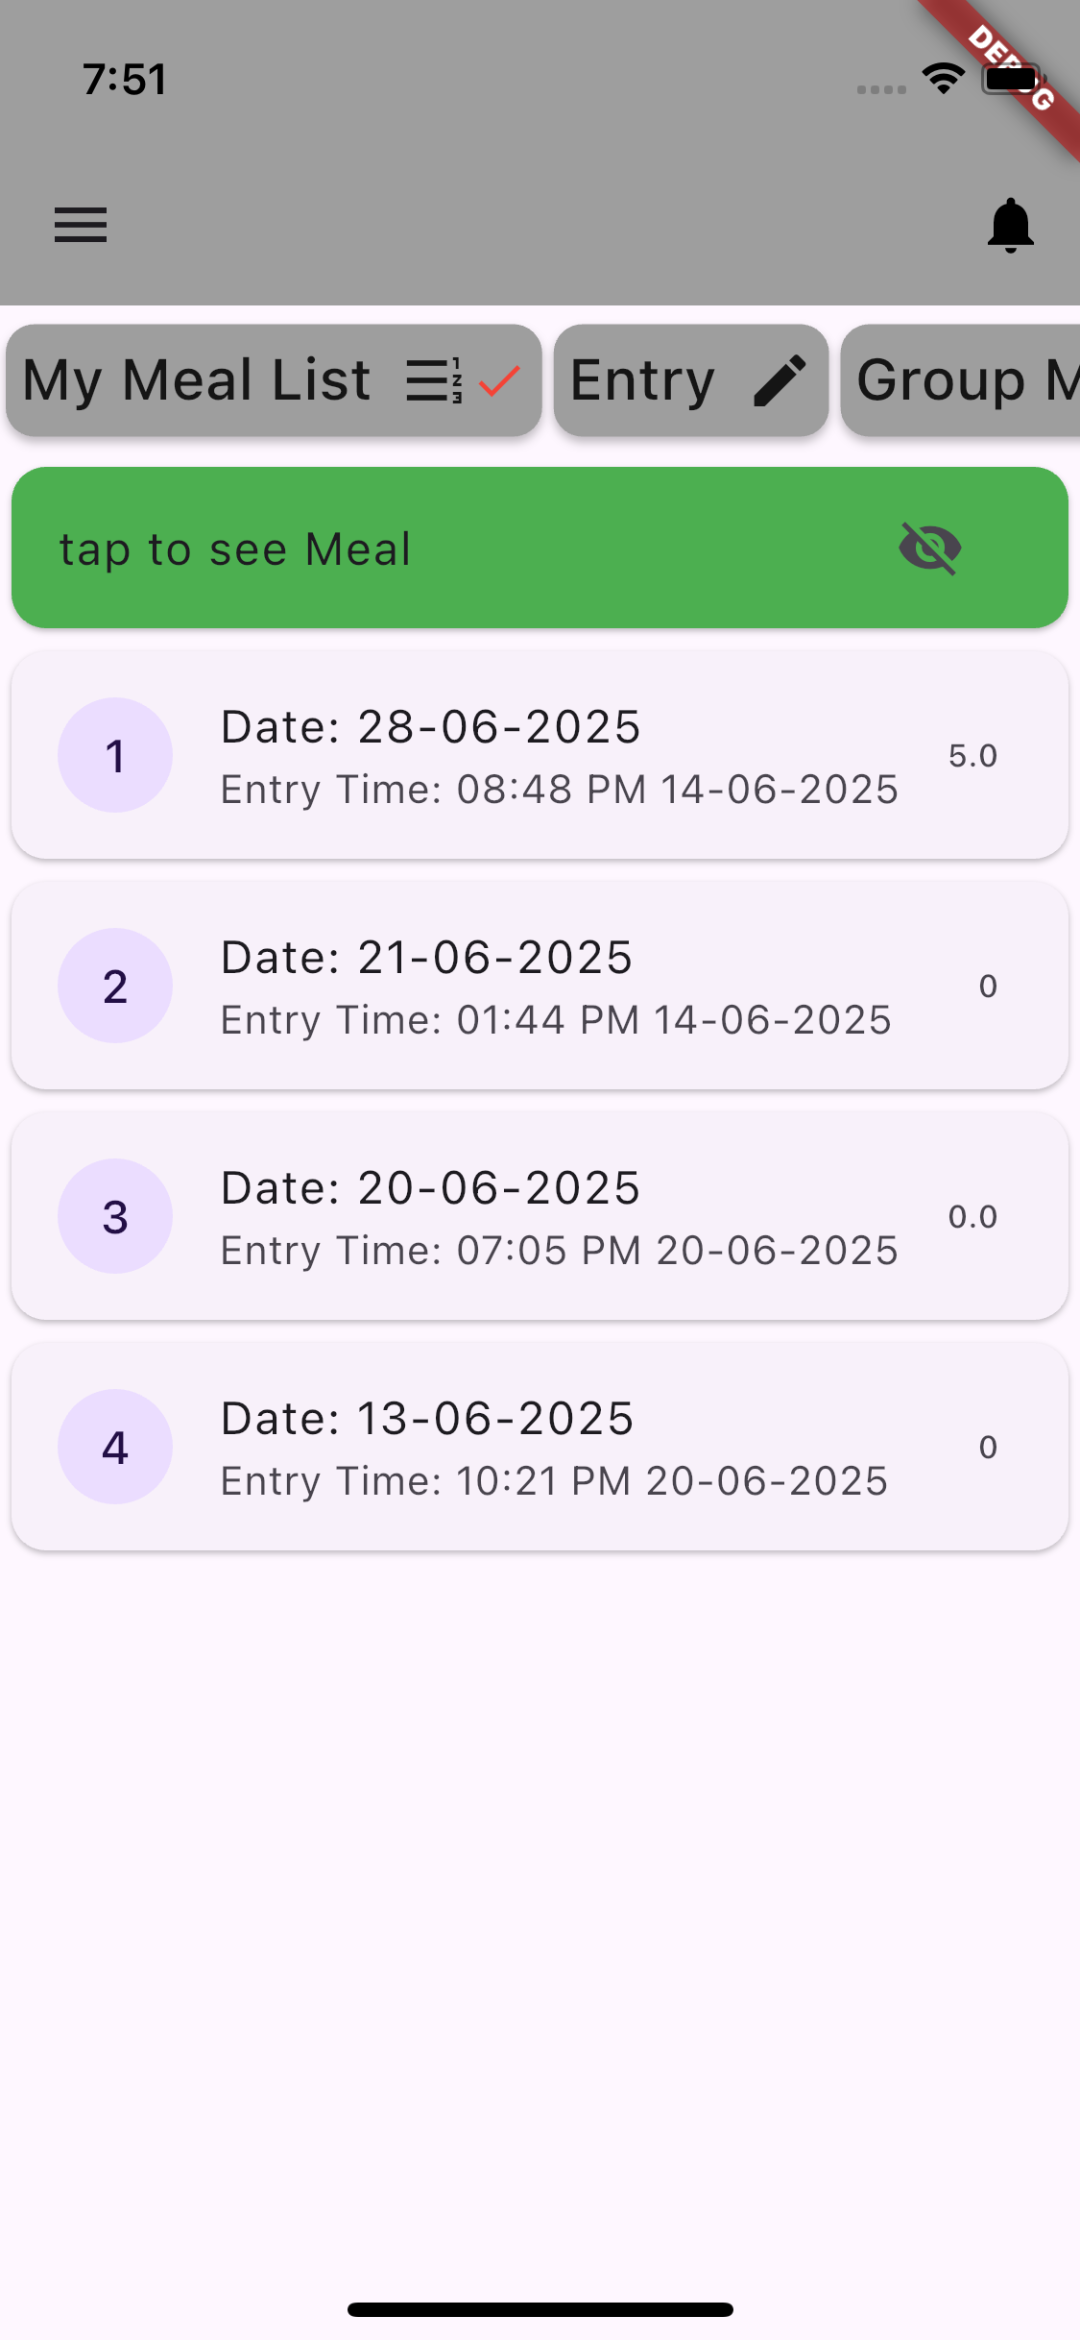 7:51
DEBUG
My Meal List
Entry
Group M
tap to see Meal
1
Date: 28-06-2025
Entry Time: 08:48 PM 14-06-2025
5.0
2
Date: 21-06-2025
Entry Time: 01:44 PM 14-06-2025
0
3
Date: 20-06-2025
Entry Time: 07:05 PM 20-06-2025
0.0
4
Date: 13-06-2025
Entry Time: 10:21 PM 20-06-2025
0